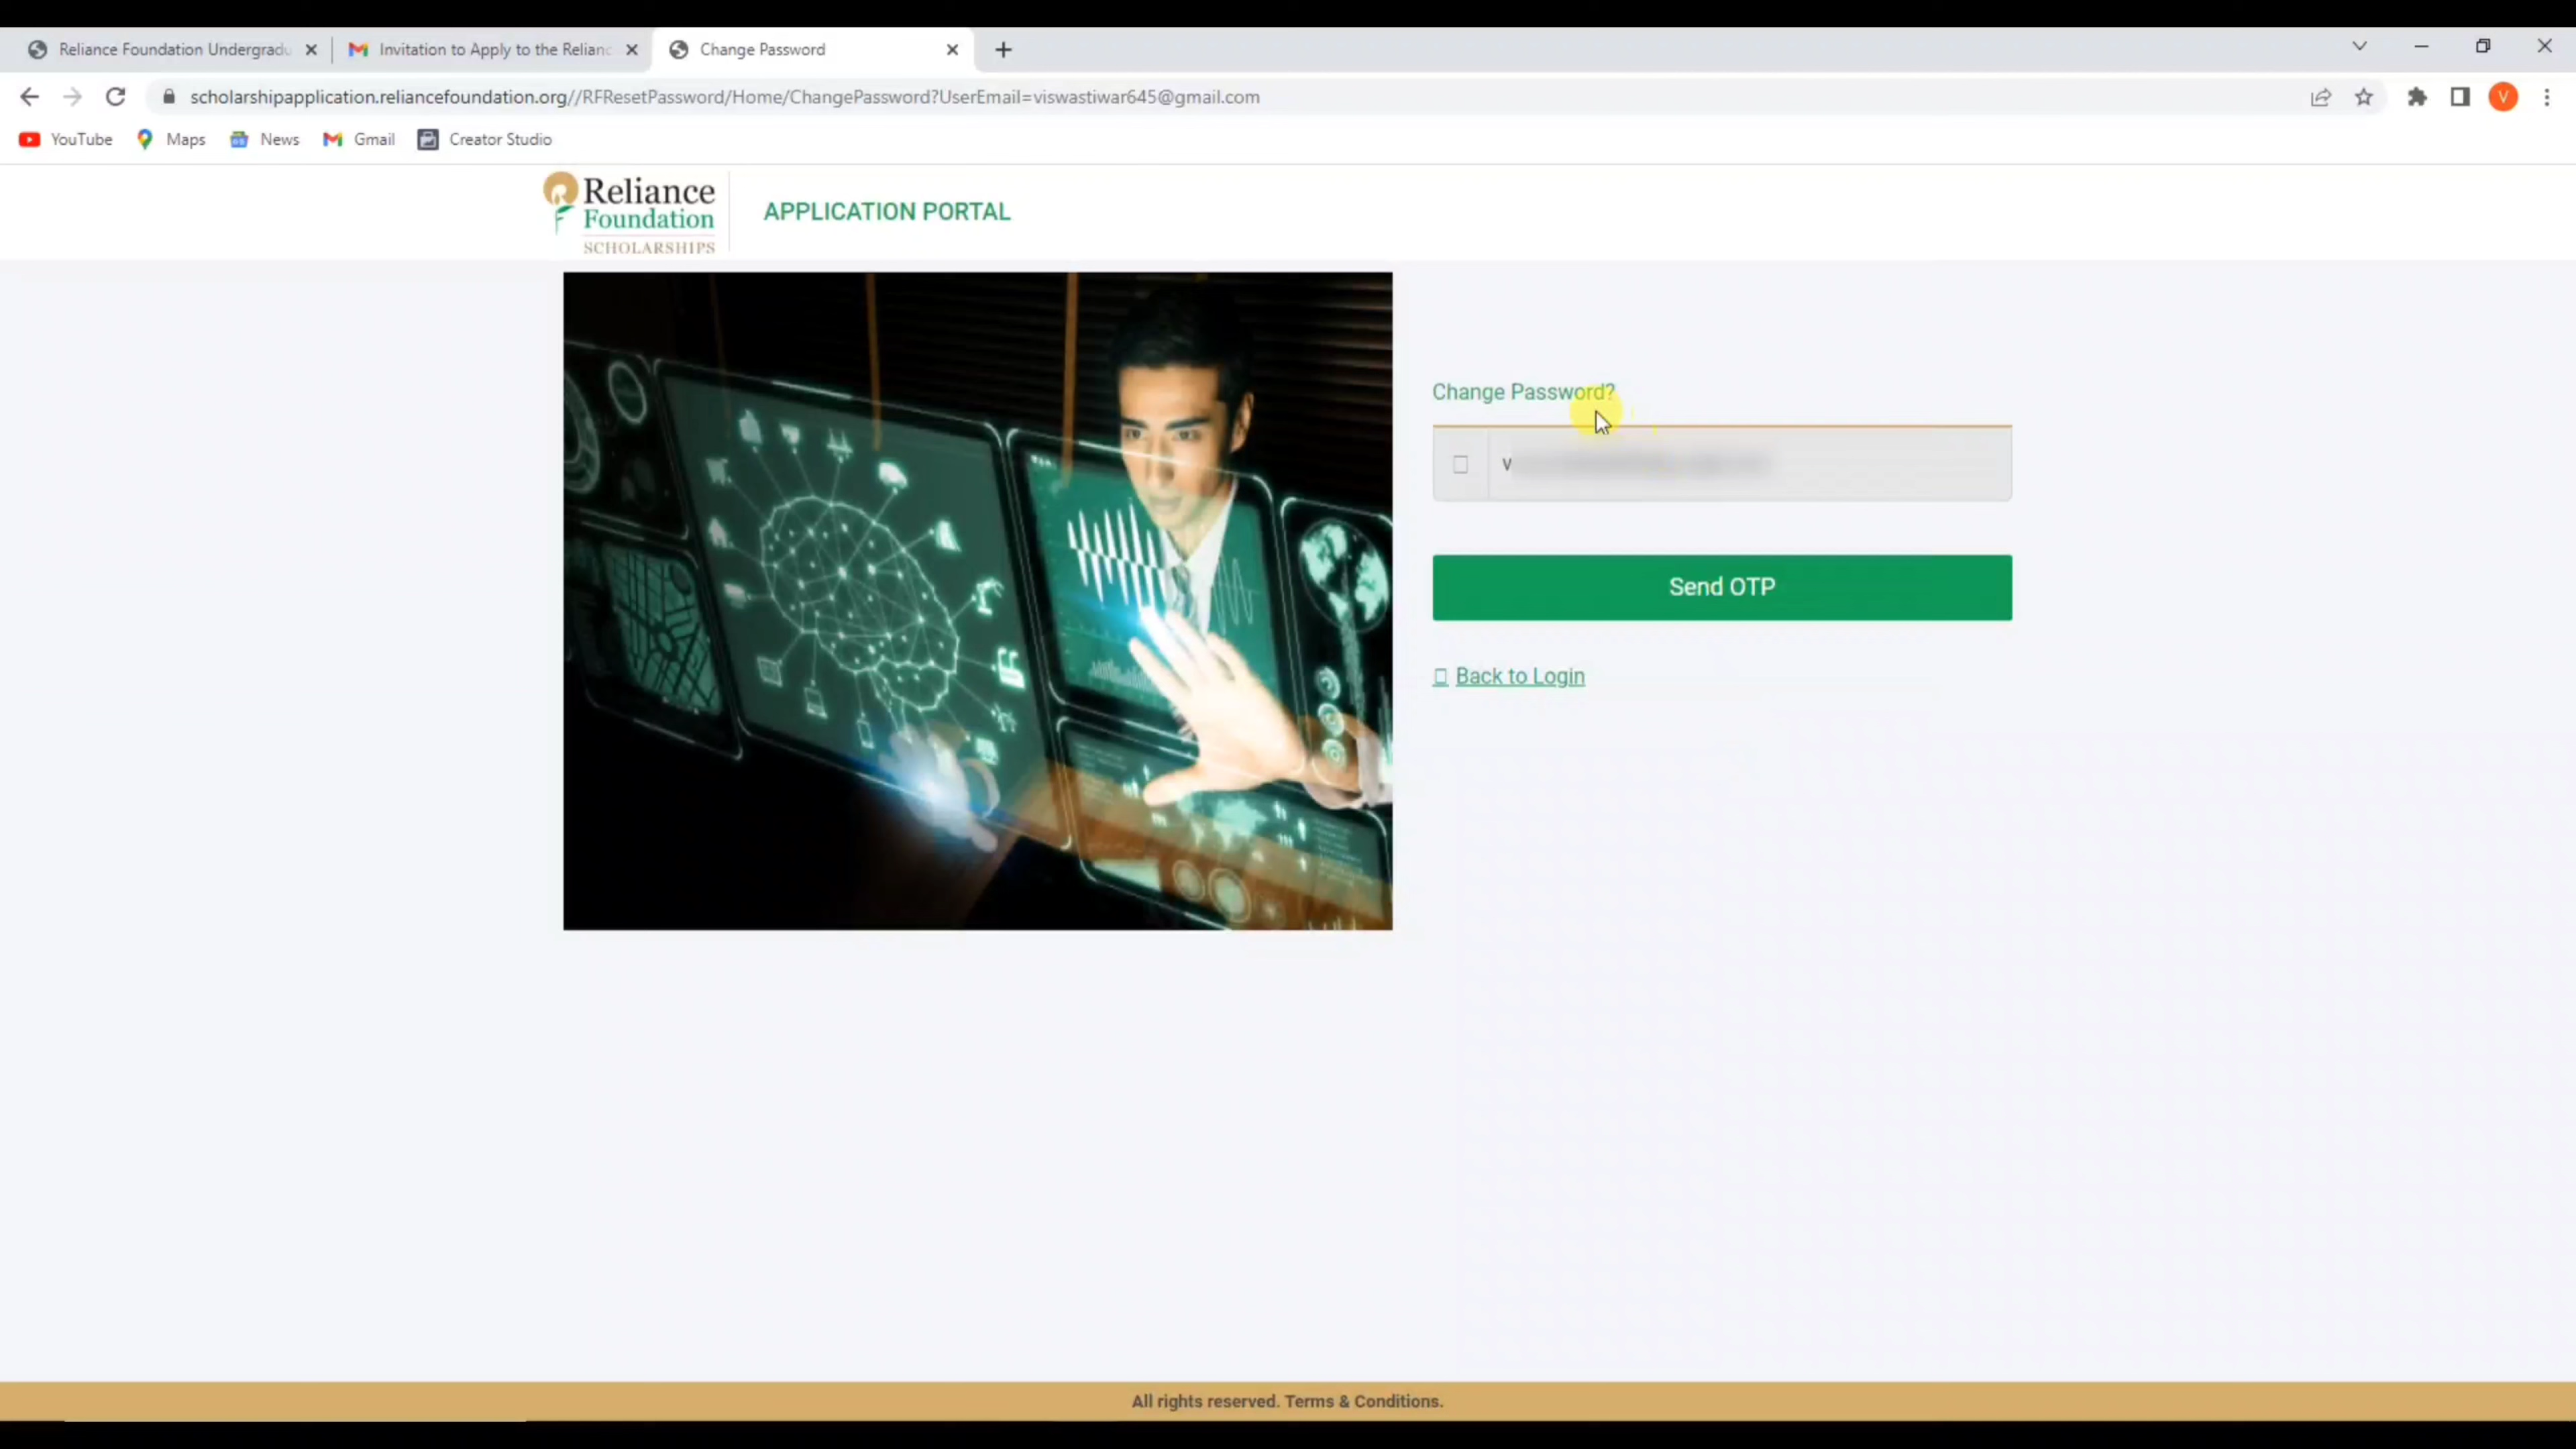 Reliance Foundation Undergradu
Invitation to Apply to the Relianc
Change Password
scholarshipapplication.reliancefoundation.org//RFResetPassword/Home/ChangePassword?UserEmail=viswastiwar645@gmail.com
V
YouTube
Maps
News
Gmail
Creator Studio
Reliance
Foundation
SCHOLARSHIPS
APPLICATION PORTAL
Change Password?
v
Send OTP
Back to Login
All rights reserved. Terms & Conditions.